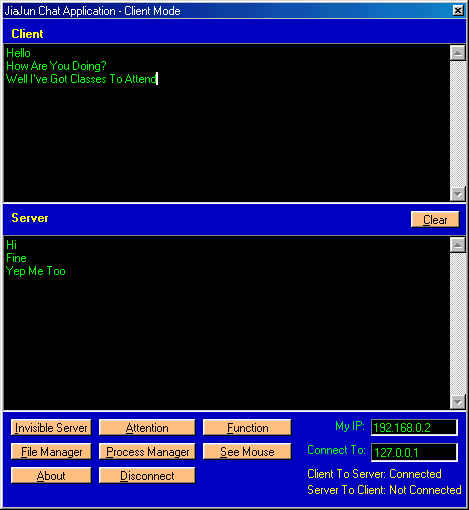 JiaJun Chat Application - Client Mode
Client
Hello
How Are You Doing?
Well I've Got Classes To Attend
Server
Clear
Hi
Fine
Yep Me Too
Invisible Server Attention Function My IP: 192.168.0.2
File Manager Process Manager See Mouse Connect To: 127.0.0.1
About Disconnect Client To Server: Connected
Server To Client: Not Connected